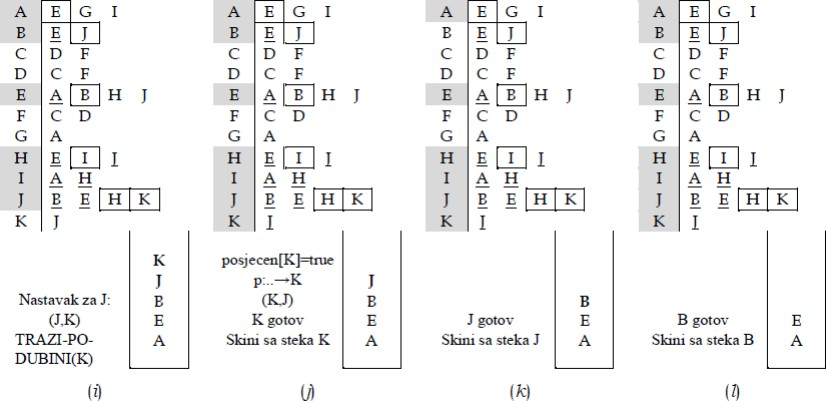 A E G I
B E J
C D F
D C F
E A B H J
F C D
G A
H E I J
I A H
J B E H K
K J
K
J
Nastavak za J: B
(J,K) E
TRAZI-PO- A
DUBINI(K)
(i)
A E G I
B E J
C D F
D C F
E A B H J
F C D
G A
H E I J
I A H
J B E H K
K J
posjecen[K]=true
p:..→K J
(K,J) B
K gotov E
Skini sa steka K A
(j)
A E G I
B E J
C D F
D C F
E A B H J
F C D
G A
H E I J
I A H
J B E H K
K J
B
J gotov E
Skini sa steka J A
(k)
A E G I
B E J
C D F
D C F
E A B H J
F C D
G A
H E I J
I A H
J B E H K
K J
B gotov E
Skini sa steka B A
(l)